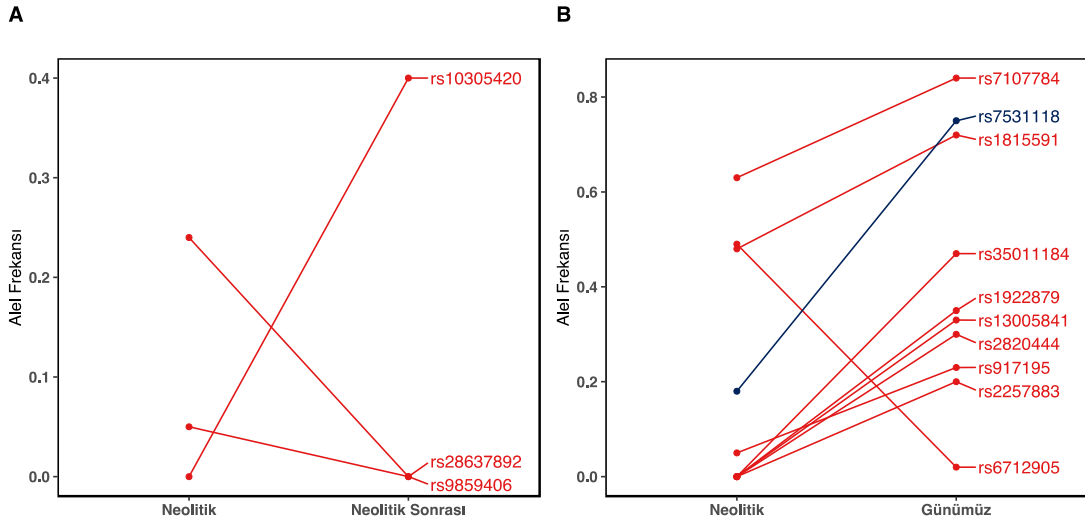 A
Alel Frekansı
0.4
0.3
0.2
0.1
0.0
rs10305420
rs28637892
rs9859406
Neolitik
Neolitik Sonrası
B
Alel Frekansı
0.8
0.6
0.4
0.2
0.0
rs7107784
rs7531118
rs1815591
rs35011184
rs1922879
rs13005841
rs2820444
rs917195
rs2257883
rs6712905
Neolitik
Günümüz